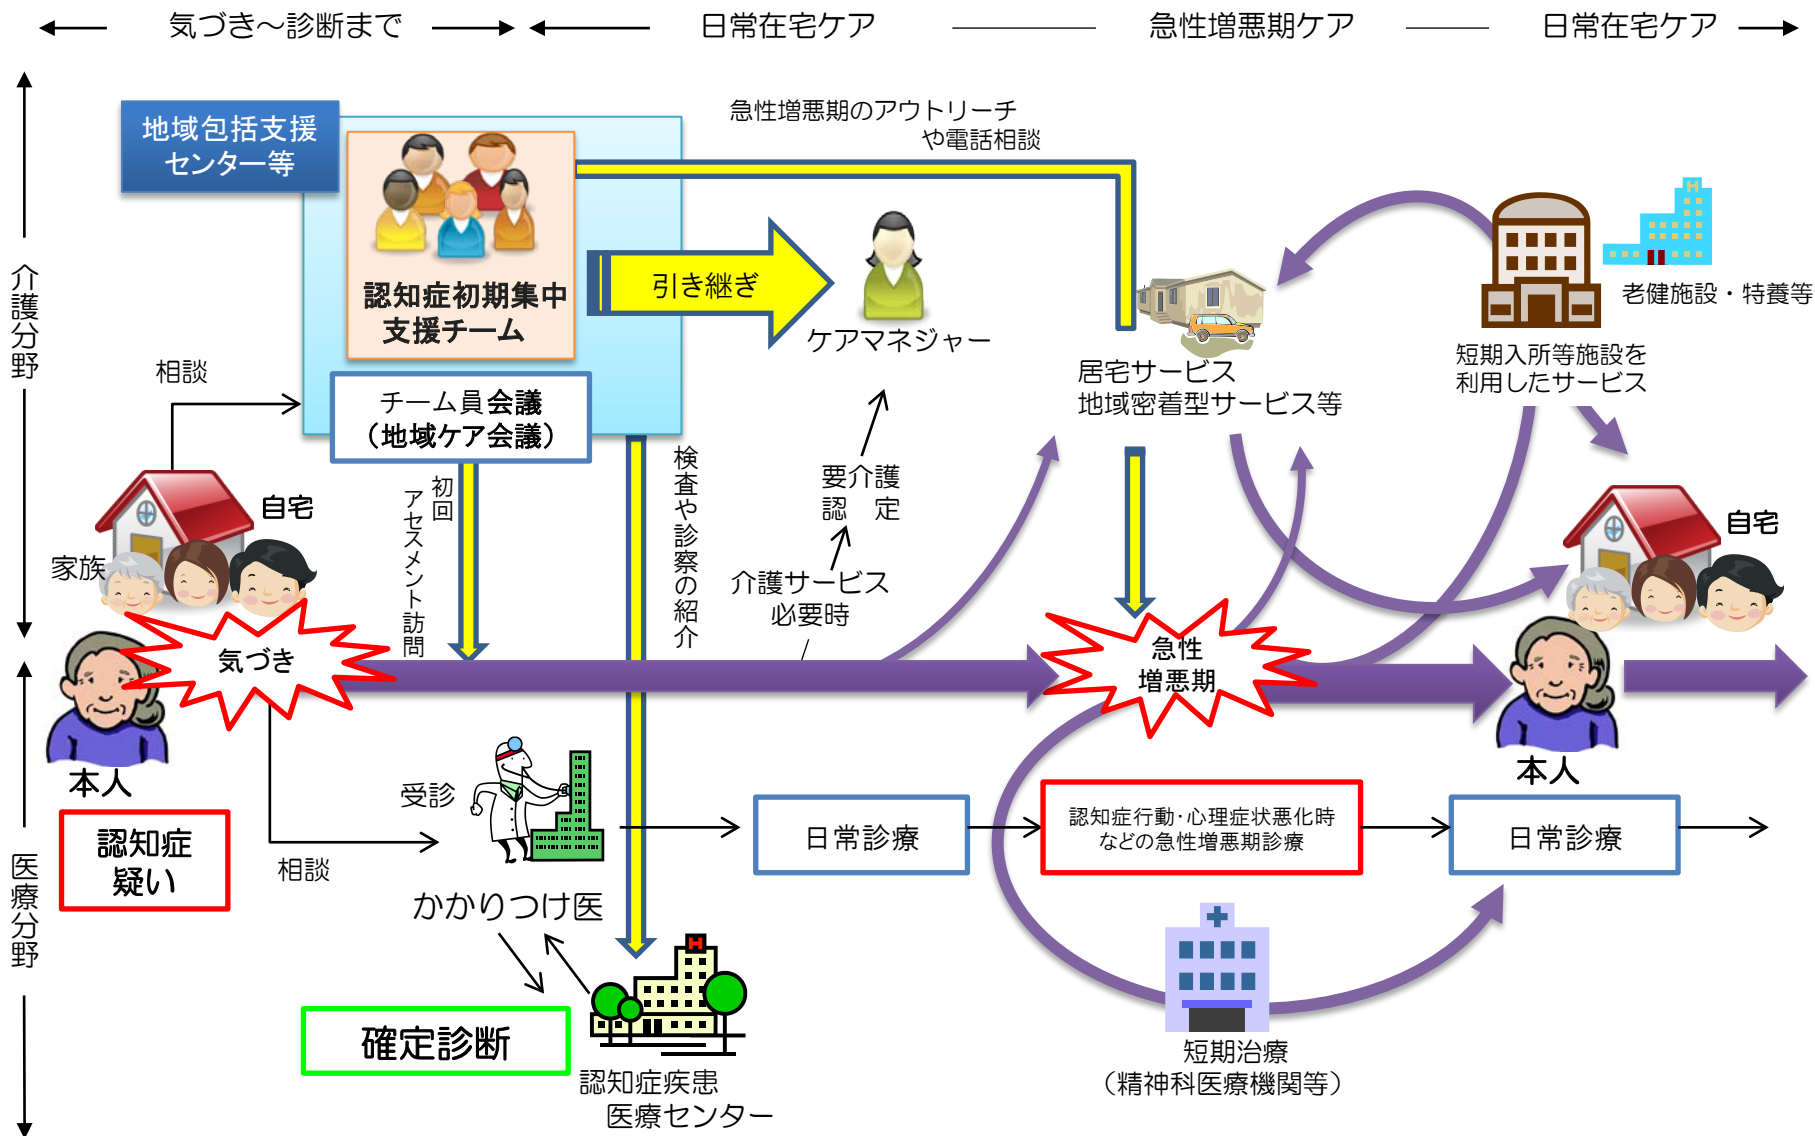 気づき～診断まで
日常在宅ケア
急性増悪期ケア
日常在宅ケア
介護分野
医療分野
地域包括支援
センター等
認知症初期集中
支援チーム
チーム員会議
（地域ケア会議）
急性増悪期のアウトリーチ
や電話相談
引き継ぎ
ケアマネジャー
居宅サービス
地域密着型サービス等
老健施設・特養等
短期入所等施設を
利用したサービス
相談
自宅
家族
初回
アセスメント訪問
検査や診察の紹介
要介護
認　定
介護サービス
必要時
自宅
気づき
急性
増悪期
本人
本人
認知症
疑い
受診
相談
かかりつけ医
日常診療
認知症行動･心理症状悪化時
などの急性増悪期診療
日常診療
確定診断
認知症疾患
医療センター
短期治療
（精神科医療機関等）